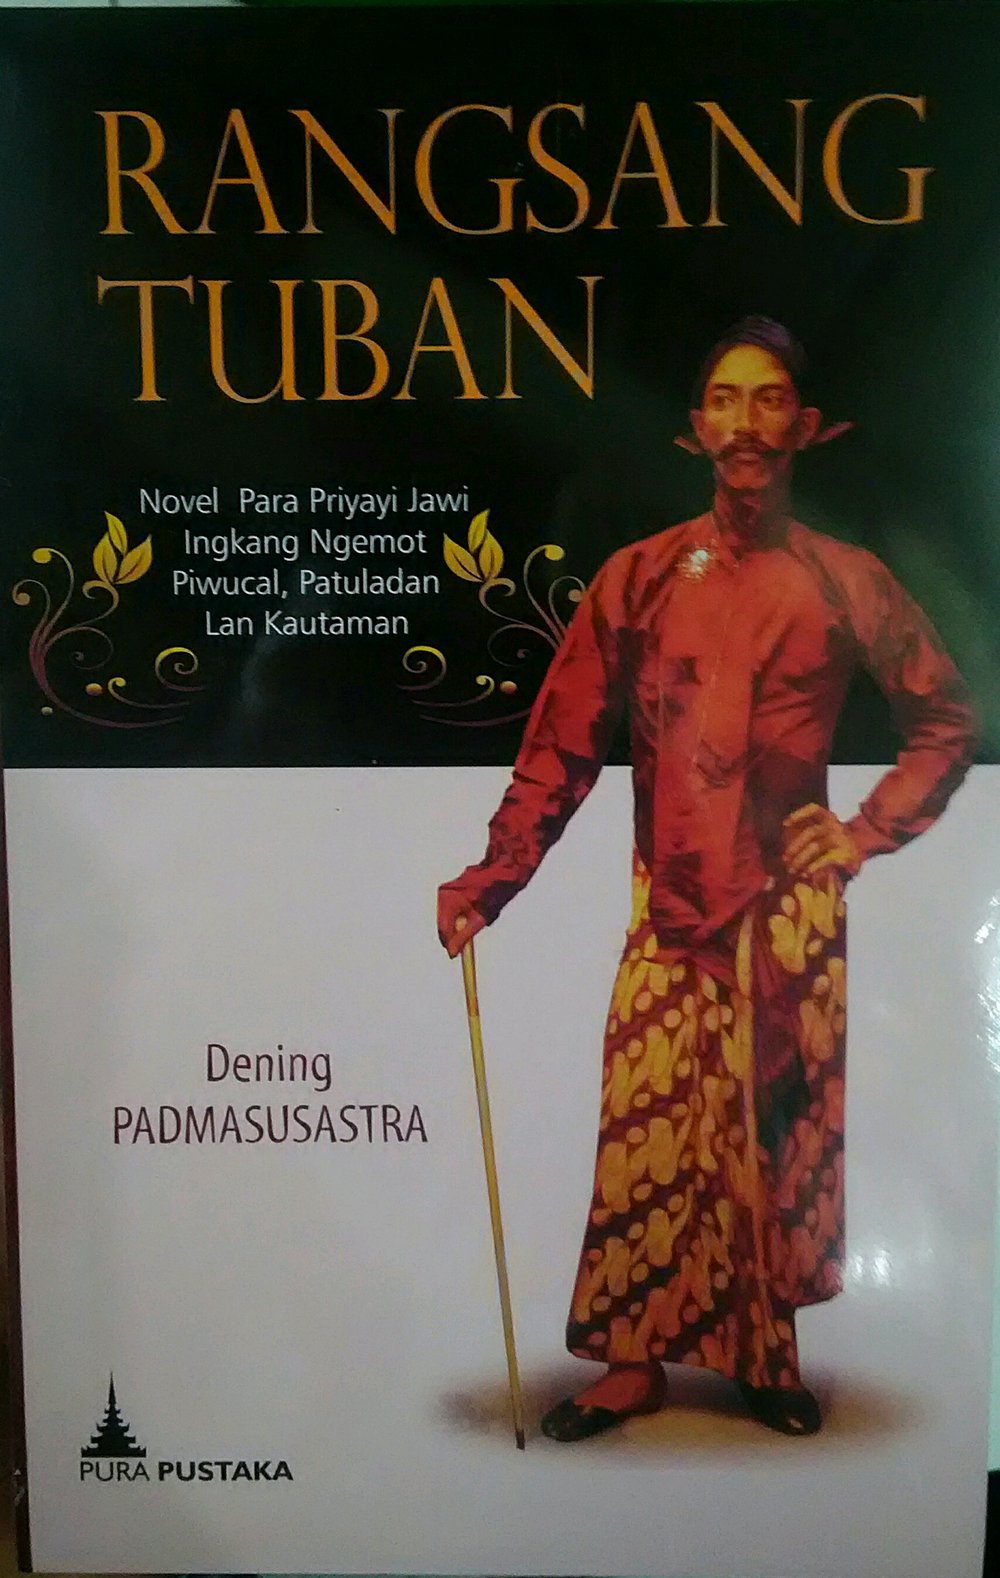 RANGSANG
TUBAN
Novel Para Priyayi Jawi
Ingkang Ngemot
Piwucal, Patuladan
Lan Kautaman
Dening
PADMASUSASTRA
PURA PUSTAKA